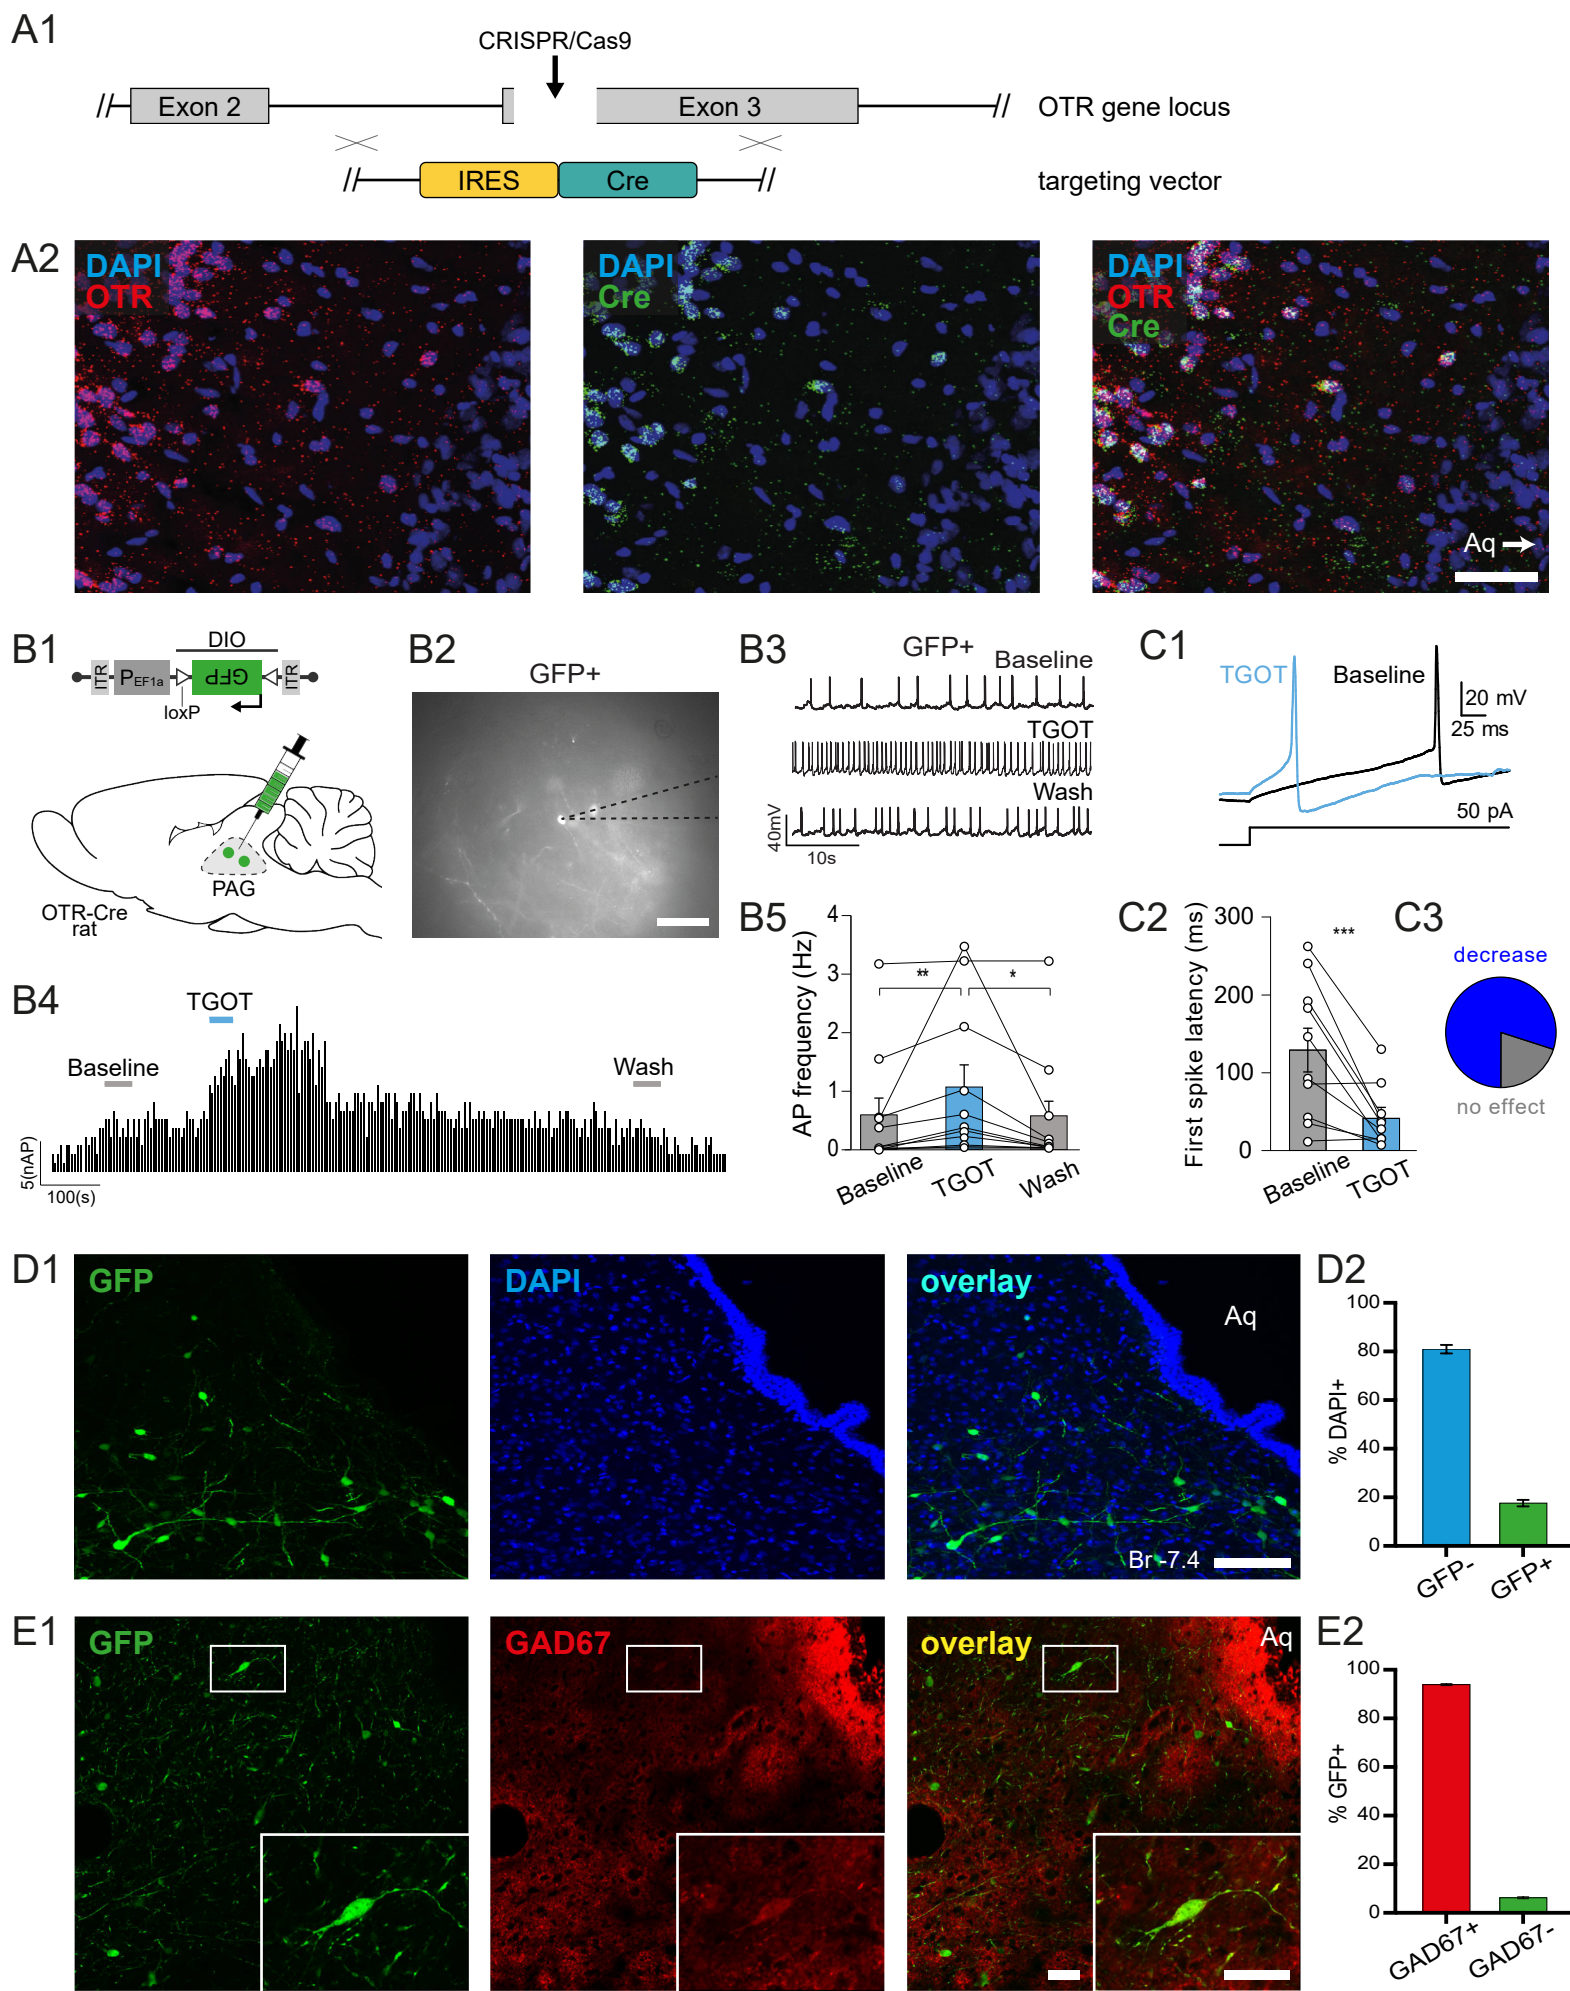 A1
CRISPR/Cas9
Exon 2
Exon 3
OTR gene locus
IRES
Cre
targeting vector
A2
DAPI
OTR
DAPI
Cre
DAPI
OTR
Cre
Aq
B1
DIO
ITR
PEF1a
GFP
ITR
loxP
PAG
OTR-Cre
rat
B2
GFP+
B3
GFP+
Baseline
TGOT
Wash
40mV
10s
C1
TGOT
Baseline
20 mV
25 ms
50 pA
B4
TGOT
Baseline
Wash
5(nAP)
100(s)
B5
AP frequency (Hz)
4
3
2
1
0
**
*
Baseline
TGOT
Wash
C2
First spike latency (ms)
300
200
100
0
***
Baseline
TGOT
C3
decrease
no effect
D1
GFP
DAPI
overlay
Aq
Br -7.4
D2
% DAPI+
100
80
60
40
20
0
GFP-
GFP+
E1
GFP
GAD67
overlay
Aq
E2
% GFP+
100
80
60
40
20
0
GAD67+
GAD67-